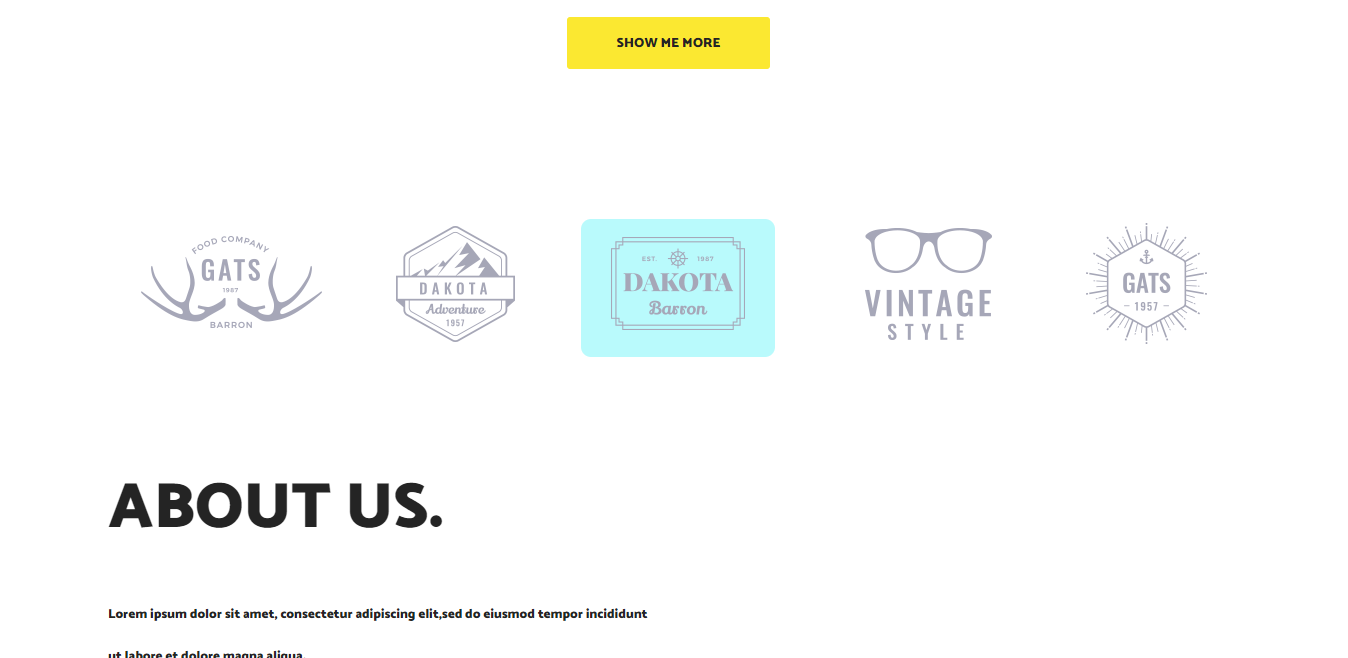 SHOW ME MORE
FOOD COMPANY
GATS
1987
BARRON
DAKOTA
Adventure
1957
EST. 1987
DAKOTA
Barron
VINTAGE
STYLE
GATS
1957
ABOUT US.
Lorem ipsum dolor sit amet, consectetur adipiscing elit,sed do eiusmod tempor incididunt
ut labore et dolore magna aliqua.